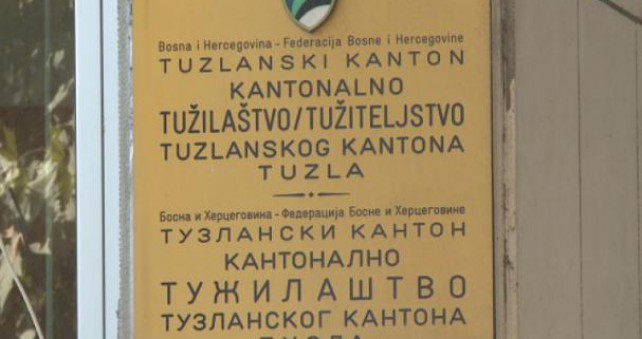 Bosna i Hercegovina - Federacija Bosne i Hercegovine
TUZLANSKI KANTON
KANTONALNO
TUŽILAŠTVO/TUŽITELJSTVO
TUZLANSKOG KANTONA
TUZLA
Босна и Херцеговина - Федерација Босне и Херцеговине
ТУЗЛАНСКИ КАНТОН
КАНТОНАЛНО
ТУЖИЛАШТВО
ТУЗЛАНСКОГ КАНТОНА